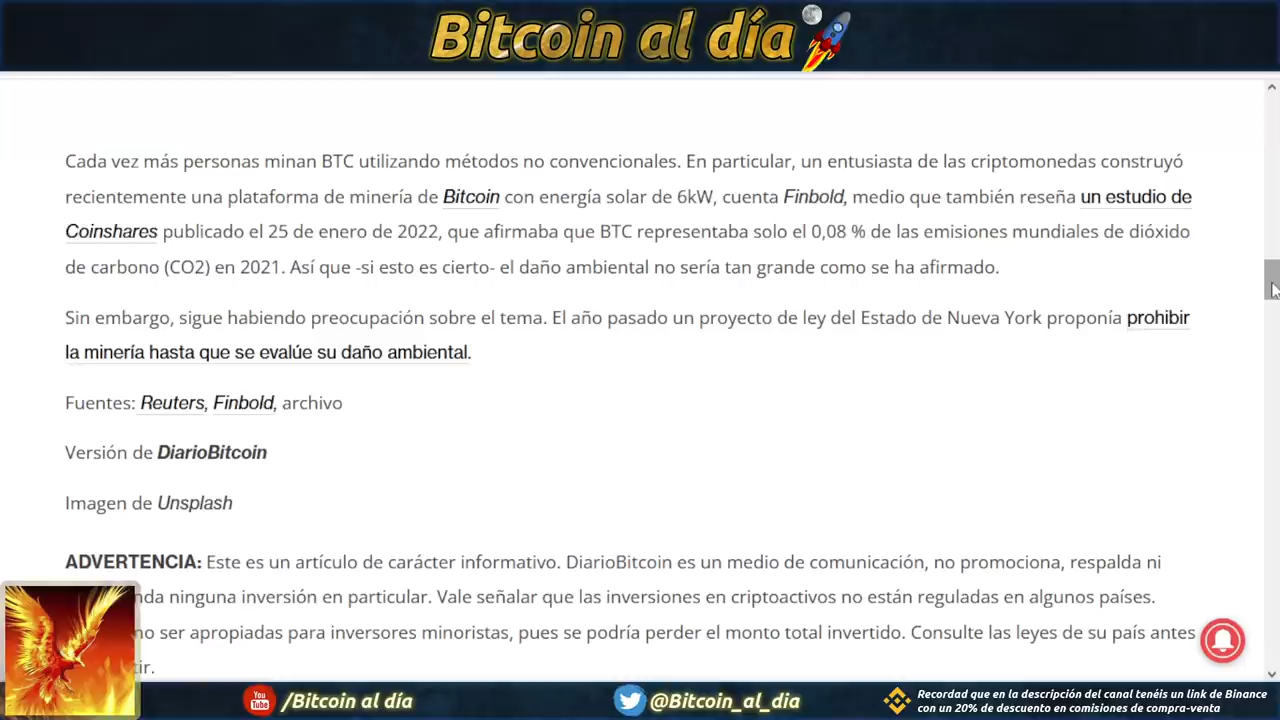 Bitcoin al día
Cada vez más personas minan BTC utilizando métodos no convencionales. En particular, un entusiasta de las criptomonedas construyó
recientemente una plataforma de minería de Bitcoin con energía solar de 6kW, cuenta Finbold, medio que también reseña un estudio de
Coinshares publicado el 25 de enero de 2022, que afirmaba que BTC representaba solo el 0,08 % de las emisiones mundiales de dióxido
de carbono (CO2) en 2021. Así que -si esto es cierto- el daño ambiental no sería tan grande como se ha afirmado.
Sin embargo, sigue habiendo preocupación sobre el tema. El año pasado un proyecto de ley del Estado de Nueva York proponía prohibir
la minería hasta que se evalúe su daño ambiental.
Fuentes: Reuters, Finbold, archivo
Versión de DiarioBitcoin
Imagen de Unsplash
ADVERTENCIA: Este es un artículo de carácter informativo. DiarioBitcoin es un medio de comunicación, no promociona, respalda ni
nda ninguna inversión en particular. Vale señalar que las inversiones en criptoactivos no están reguladas en algunos países.
no ser apropiadas para inversores minoristas, pues se podría perder el monto total invertido. Consulte las leyes de su país antes
tir.
You Tube /Bitcoin al día
@Bitcoin_al_dia
Recordad que en la descripción del canal tenéis un link de Binance
con un 20% de descuento en comisiones de compra-venta